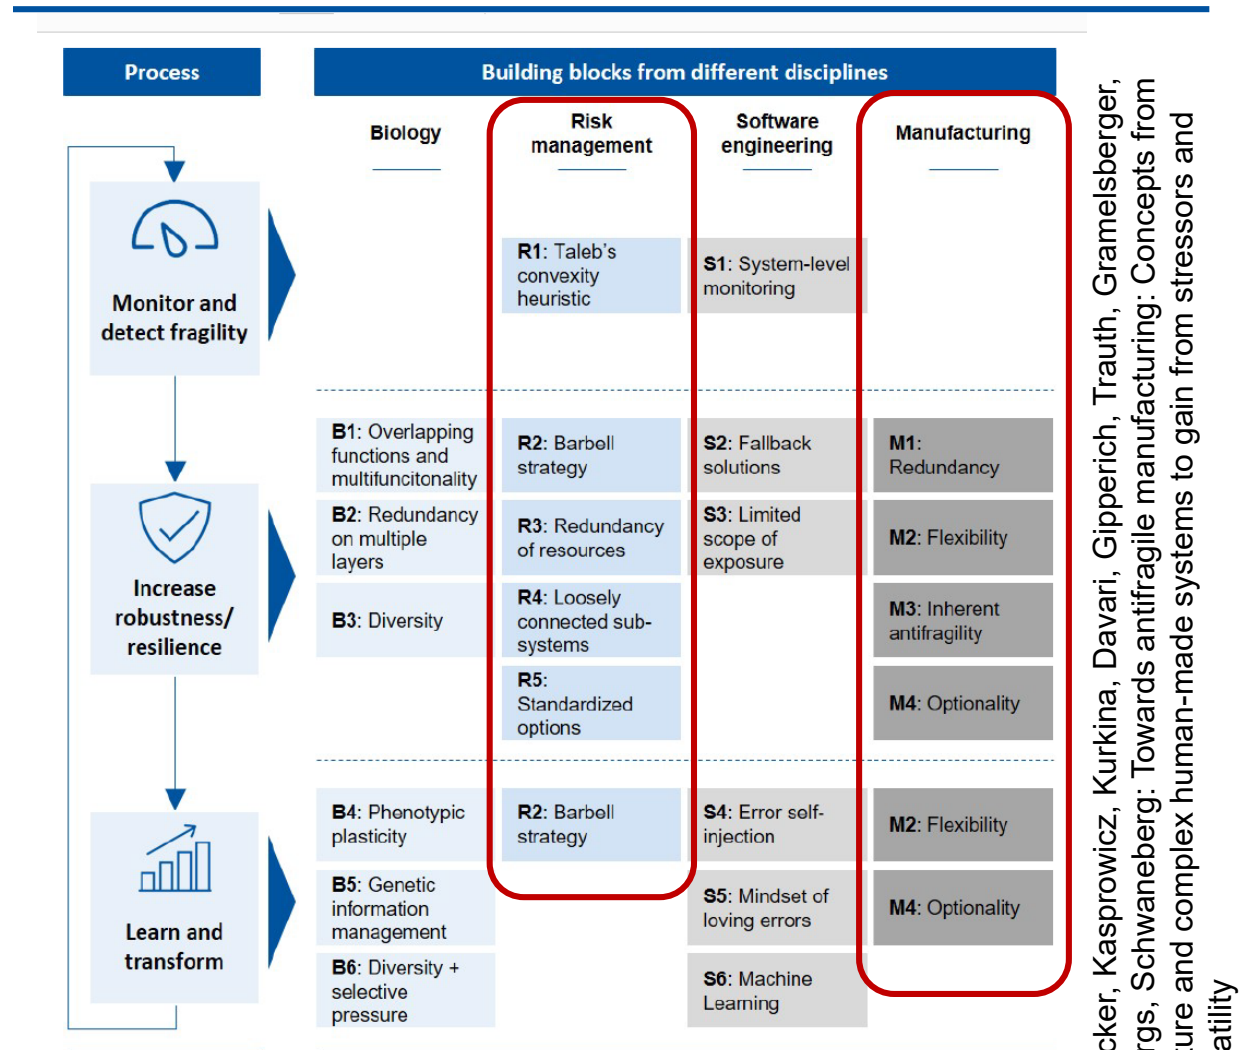 Process
Building blocks from different disciplines
Biology
Risk
management
Software
engineering
Manufacturing
Monitor and
detect fragility
R1: Taleb's
convexity
heuristic
S1: System-level
monitoring
Increase
robustness/
resilience
B1: Overlapping
functions and
multifuncitonality
R2: Barbell
strategy
S2: Fallback
solutions
M1:
Redundancy
B2: Redundancy
on multiple
layers
R3: Redundancy
of resources
S3: Limited
scope of
exposure
M2: Flexibility
B3: Diversity
R4: Loosely
connected sub-
systems
M3: Inherent
antifragility
R5:
Standardized
options
M4: Optionality
Learn and
transform
B4: Phenotypic
plasticity
R2: Barbell
strategy
S4: Error self-
injection
M2: Flexibility
B5: Genetic
information
management
S5: Mindset of
loving errors
M4: Optionality
B6: Diversity +
selective
pressure
S6: Machine
Learning
cker, Kasprowicz, Kurkina, Davari, Gipperich, Trauth, Gramelsberger,
rgs, Schwaneberg: Towards antifragile manufacturing: Concepts from
ture and complex human-made systems to gain from stressors and
atility